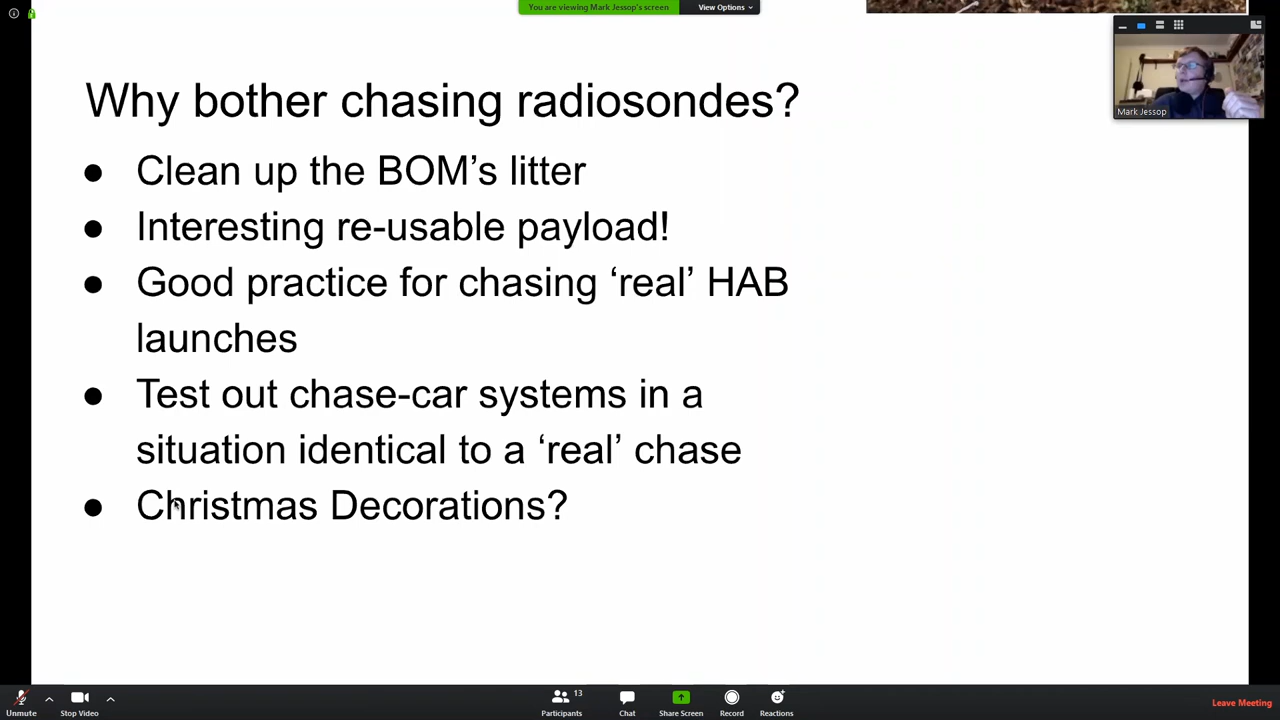 You are viewing Mark Jessop's screen
View Options
Why bother chasing radiosondes?
Mark Jessop
● Clean up the BOM’s litter
● Interesting re-usable payload!
● Good practice for chasing ‘real’ HAB
launches
● Test out chase-car systems in a
situation identical to a ‘real’ chase
● Christmas Decorations?
Unmute
Stop Video
Participants
13
Chat
Share Screen
Record
Reactions
Leave Meeting